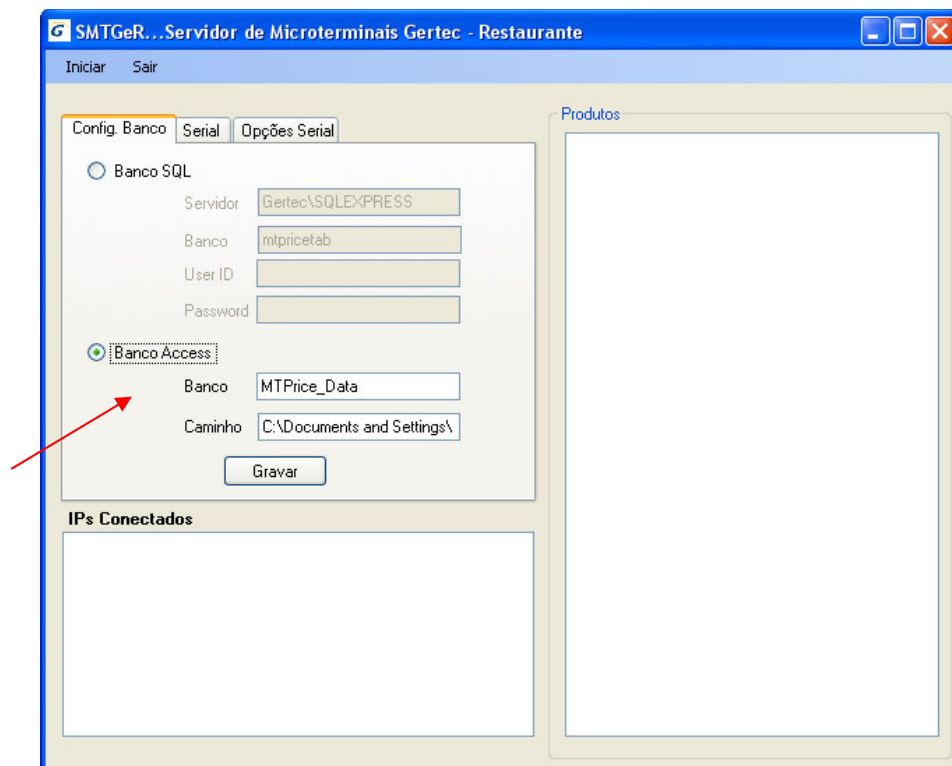 SMTGeR...Servidor de Microterminais Gertec - Restaurante
Iniciar Sair
Config. Banco Serial Opções Serial
Banco SQL
Servidor Gertec\SQLEXPRESS
Banco mtpricetab
User ID
Password
Banco Access
Banco MTPrice_Data
Caminho C:\Documents and Settings\
Gravar
IPs Conectados
Produtos